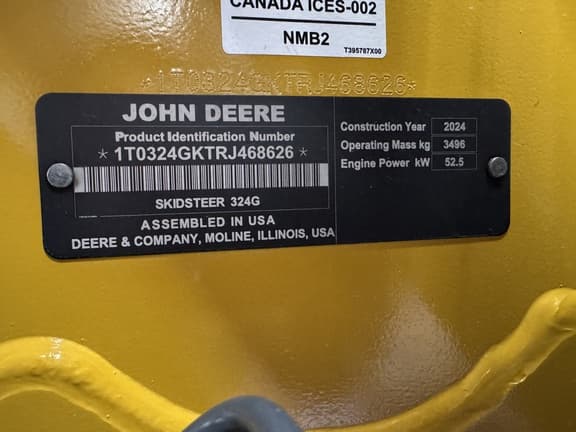 CANADA ICES-002
NMB2
T395787X00
*1T0324GKTRJ468626*
JOHN DEERE
Product Identification Number
*1T0324GKTRJ468626*
SKIDSTEER 324G
ASSEMBLED IN USA
DEERE & COMPANY, MOLINE, ILLINOIS, USA
Construction Year 2024
Operating Mass kg 3496
Engine Power kW 52.5